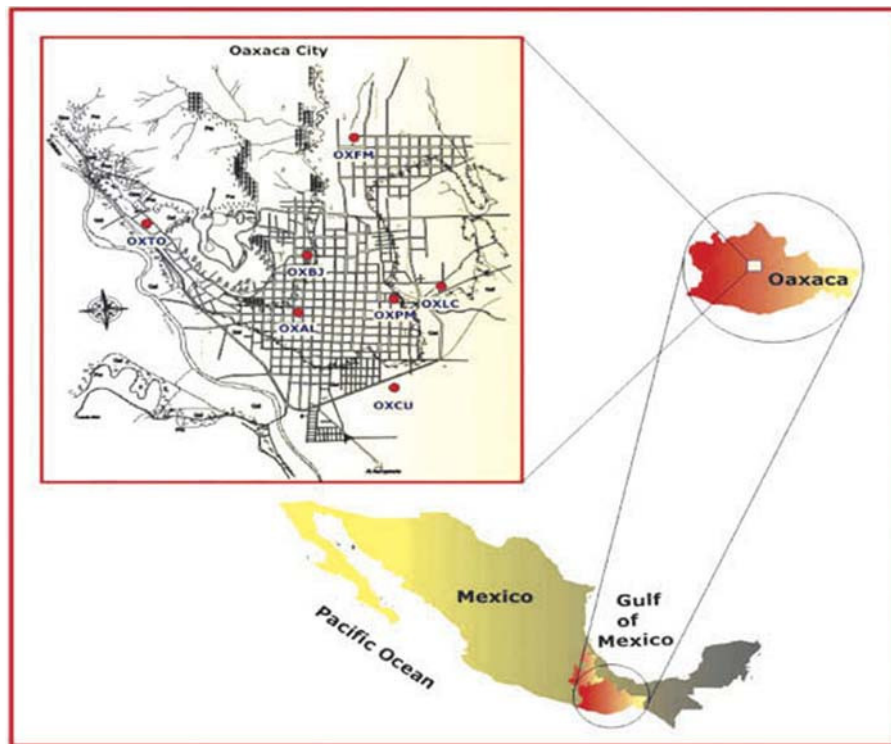 Oaxaca City
OXFM
OXTO
OXBJ
OXLC
OXPM
OXAL
OXCU
Oaxaca
Mexico
Gulf
of
Mexico
Pacific Ocean